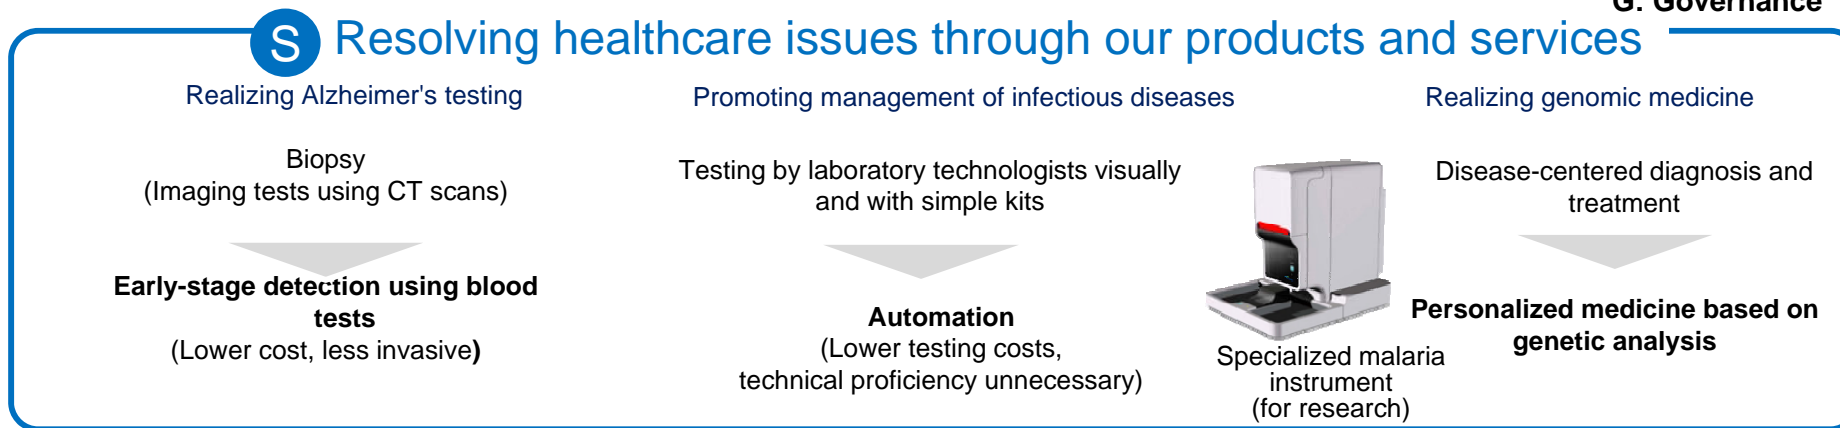 G: Governance
S Resolving healthcare issues through our products and services
Realizing Alzheimer's testing
Biopsy
(Imaging tests using CT scans)
Early-stage detection using blood
tests
(Lower cost, less invasive)
Promoting management of infectious diseases
Testing by laboratory technologists visually
and with simple kits
Automation
(Lower testing costs,
technical proficiency unnecessary)
Specialized malaria
instrument
(for research)
Realizing genomic medicine
Disease-centered diagnosis and
treatment
Personalized medicine based on
genetic analysis